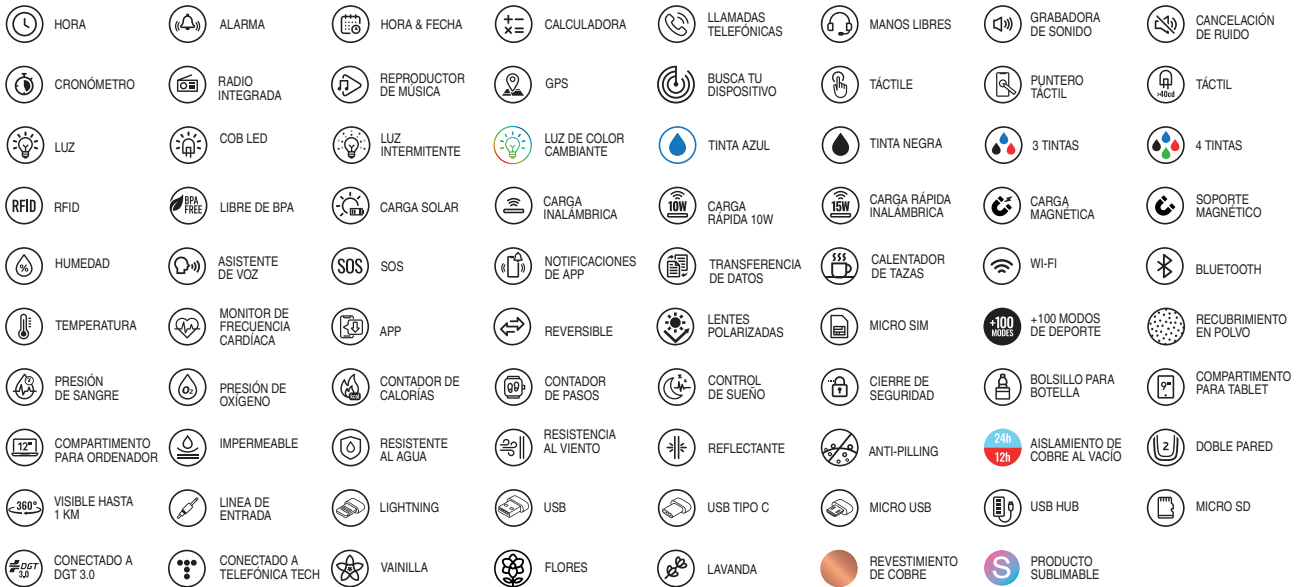 HORA
ALARMA
HORA & FECHA
CALCULADORA
LLAMADAS
TELEFÓNICAS
MANOS LIBRES
GRABADORA
DE SONIDO
CANCELACIÓN
DE RUIDO
CRONÓMETRO
RADIO
INTEGRADA
REPRODUCTOR
DE MÚSICA
GPS
BUSCA TU
DISPOSITIVO
TÁCTILE
PUNTERO
TÁCTIL
>40cd
TÁCTIL
LUZ
COB LED
LUZ
INTERMITENTE
LUZ DE COLOR
CAMBIANTE
TINTA AZUL
TINTA NEGRA
3 TINTAS
4 TINTAS
RFID
RFID
BPA
FREE
LIBRE DE BPA
CARGA SOLAR
CARGA
INALÁMBRICA
10W
CARGA
RÁPIDA 10W
15W
CARGA RÁPIDA
INALÁMBRICA
CARGA
MAGNÉTICA
SOPORTE
MAGNÉTICO
%
HUMEDAD
ASISTENTE
DE VOZ
SOS
SOS
NOTIFICACIONES
DE APP
TRANSFERENCIA
DE DATOS
CALENTADOR
DE TAZAS
WI-FI
BLUETOOTH
TEMPERATURA
MONITOR DE
FRECUENCIA
CARDÍACA
APP
REVERSIBLE
LENTES
POLARIZADAS
MICRO SIM
+100
MODES
+100 MODOS
DE DEPORTE
RECUBRIMIENTO
EN POLVO
PRESIÓN
DE SANGRE
O2
PRESIÓN DE
OXÍGENO
CONTADOR DE
CALORÍAS
CONTADOR
DE PASOS
CONTROL
DE SUEÑO
CIERRE DE
SEGURIDAD
BOLSILLO PARA
BOTELLA
9"
COMPARTIMENTO
PARA TABLET
12"
COMPARTIMENTO
PARA ORDENADOR
IMPERMEABLE
RESISTENTE
AL AGUA
RESISTENCIA
AL VIENTO
REFLECTANTE
ANTI-PILLING
24h
12h
AISLAMIENTO DE
COBRE AL VACÍO
2
DOBLE PARED
360°
VISIBLE HASTA
1 KM
LINEA DE
ENTRADA
LIGHTNING
USB
USB TIPO C
MICRO USB
USB HUB
MICRO SD
DGT
3.0
CONECTADO A
DGT 3.0
CONECTADO A
TELEFÓNICA TECH
VAINILLA
FLORES
LAVANDA
REVESTIMIENTO
DE COBRE
S
PRODUCTO
SUBLIMABLE